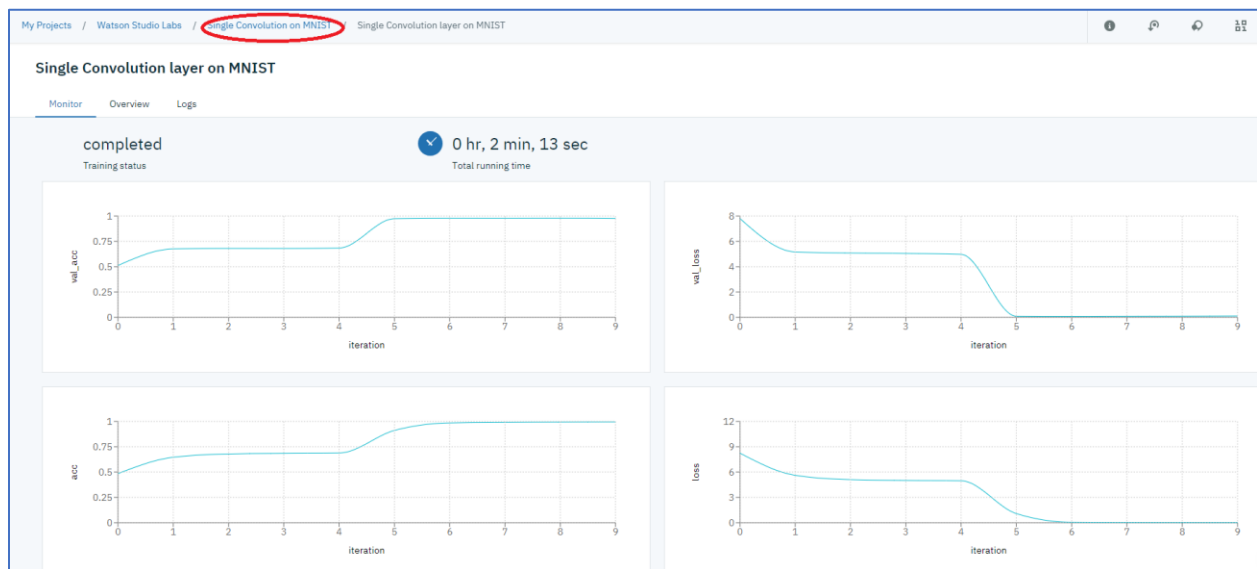 My Projects / Watson Studio Labs / Single Convolution on MNIST / Single Convolution layer on MNIST
Single Convolution layer on MNIST
Monitor Overview Logs
completed
Training status
0 hr, 2 min, 13 sec
Total running time
val_acc
1
0.75
0.5
0.25
0
0 1 2 3 4 5 6 7 8 9
iteration
val_loss
8
6
4
2
0
0 1 2 3 4 5 6 7 8 9
iteration
acc
1
0.75
0.5
0.25
0
0 1 2 3 4 5 6 7 8 9
iteration
loss
12
9
6
3
0
0 1 2 3 4 5 6 7 8 9
iteration